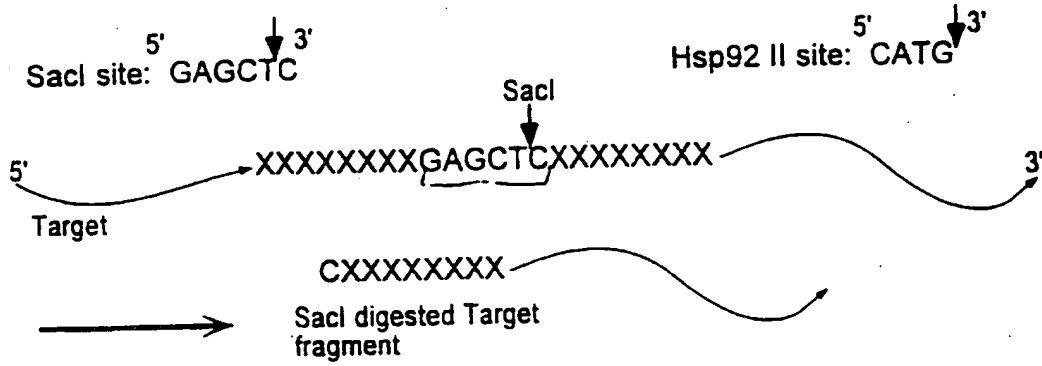 5' 3'
SacI site: GAGCTC
5' 3'
Hsp92 II site: CATG
SacI
5' XXXXXXXXGAGCTCXXXXXXXX 3'
Target
CXXXXXXXX
SacI digested Target
fragment